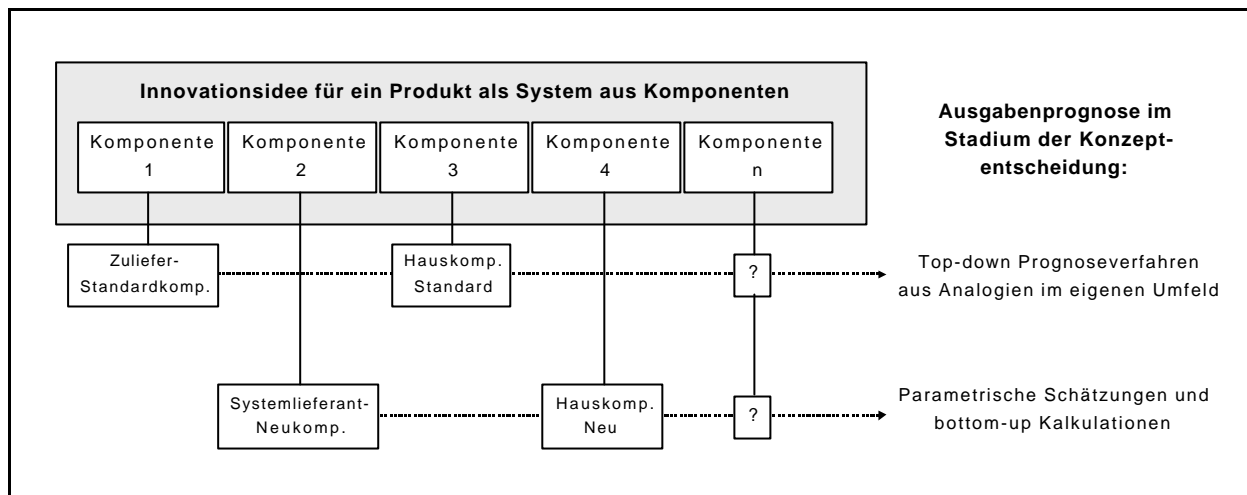 Innovationsidee für ein Produkt als System aus Komponenten
Komponente
1
Komponente
2
Komponente
3
Komponente
4
Komponente
n
Ausgabenprognose im
Stadium der Konzept-
entscheidung:
Zuliefer-
Standardkomp.
Hauskomp.
Standard
?
Top-down Prognoseverfahren
aus Analogien im eigenen Umfeld
Systemlieferant-
Neukomp.
Hauskomp.
Neu
?
Parametrische Schätzungen und
bottom-up Kalkulationen